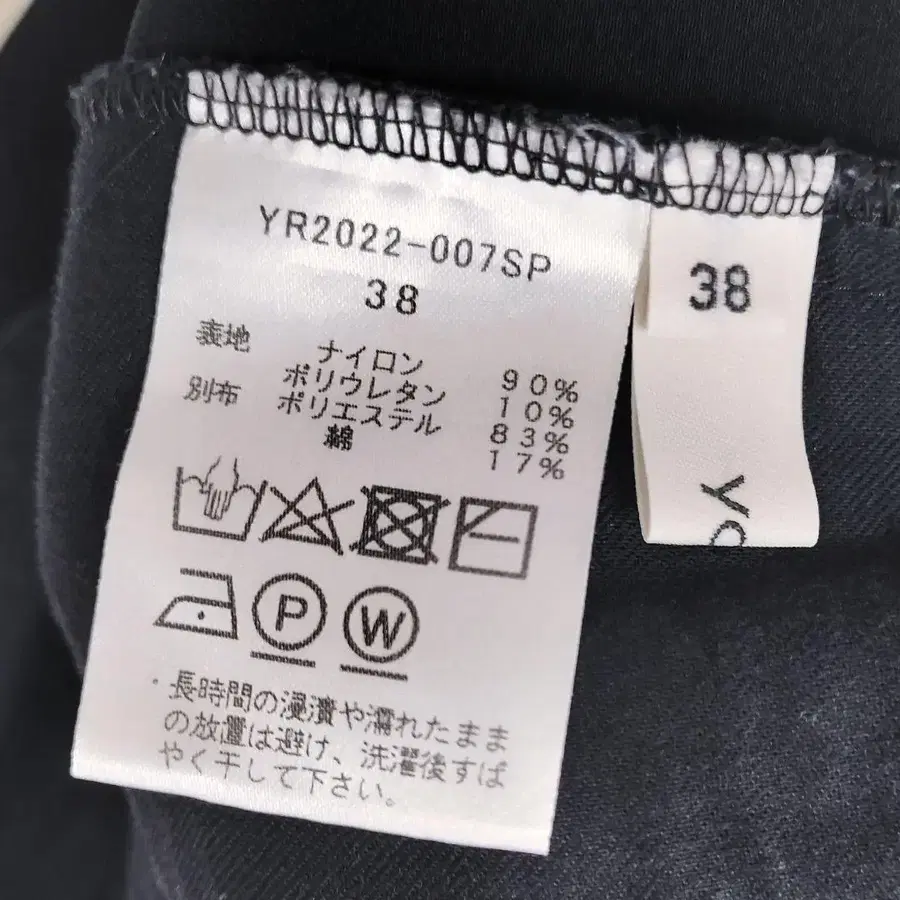 YR2022-007SP
38
表地 ナイロン 90%
ポリウレタン 10%
別布 ポリエステル 83%
綿 17%
P W
・長時間の浸漬や濡れたまま
の放置は避け、洗濯後すば
やく干して下さい。
38
YO